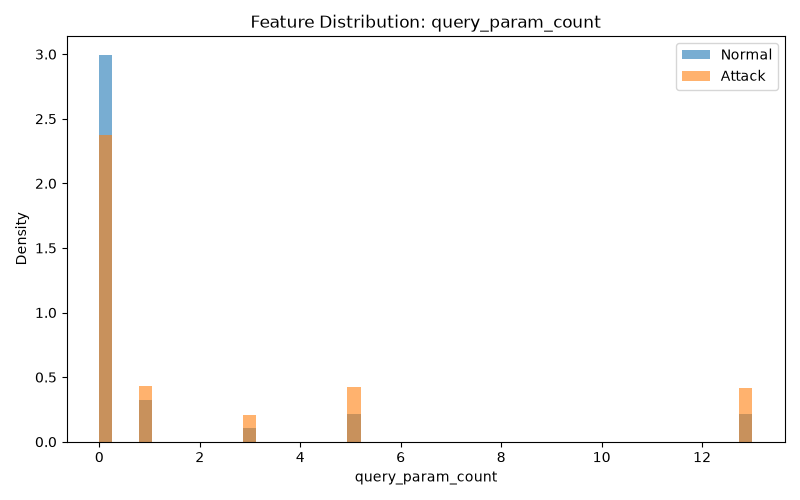 Feature Distribution: query_param_count
Normal
Attack
3.0
2.5
2.0
1.5
1.0
0.5
0.0
Density
0 2 4 6 8 10 12
query_param_count